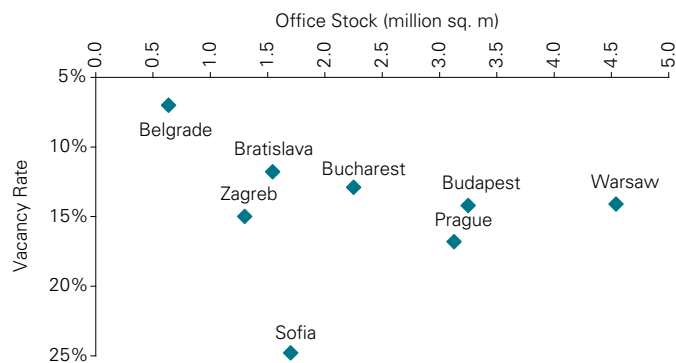 Office Stock (million sq. m)
0.0 0.5 1.0 1.5 2.0 2.5 3.0 3.5 4.0 4.5 5.0
5%
Belgrade
10%
Bratislava
Bucharest
Zagreb
Budapest
Warsaw
15%
Prague
20%
Sofia
25%
Vacancy Rate